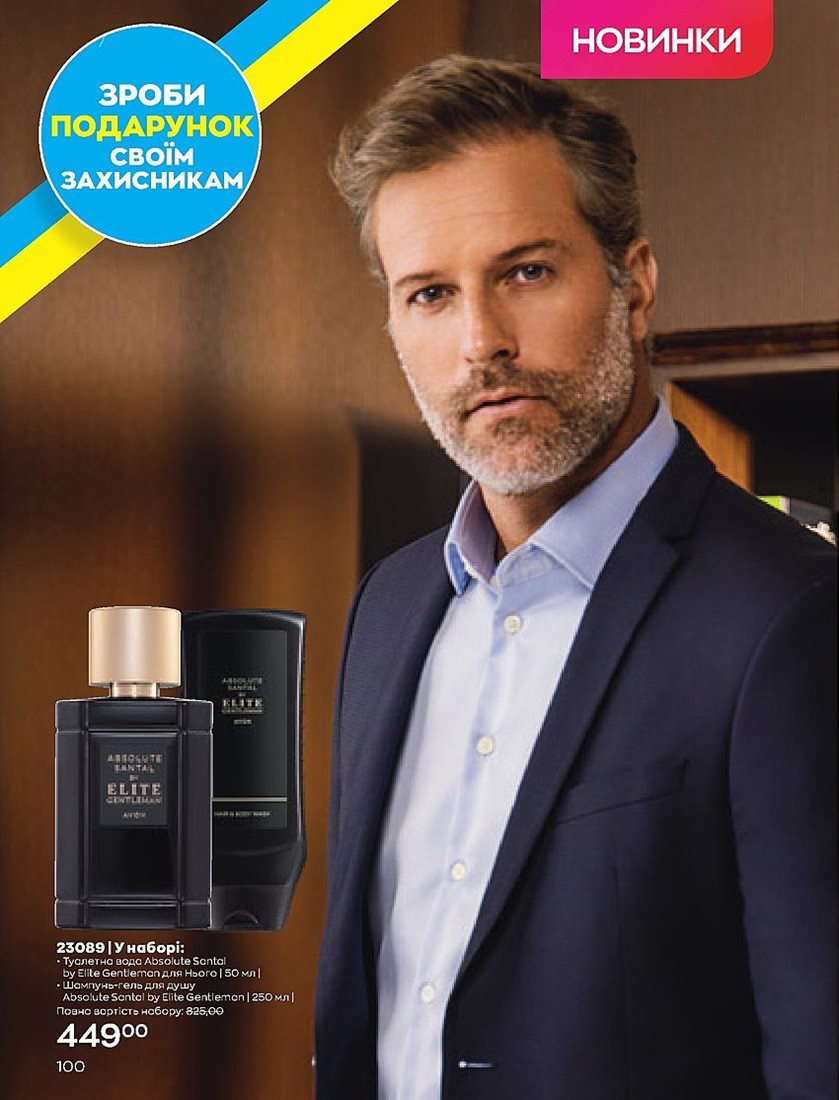 НОВИНКИ
ЗРОБИ
ПОДАРУНОК
СВОЇМ
ЗАХИСНИКАМ
ABSOLUTE
SANTAL
BY
ELITE
GENTLEMAN
AVON
HAIR & BODY WASH
ABSOLUTE
SANTAL
BY
ELITE
GENTLEMAN
AVON
23089 | У наборі:
• Туалетна вода Absolute Santal
by Elite Gentleman для Нього | 50 мл |
• Шампунь-гель для душу
Absolute Santal by Elite Gentleman | 250 мл |
Повна вартість набору: 825,00
449⁰⁰
100